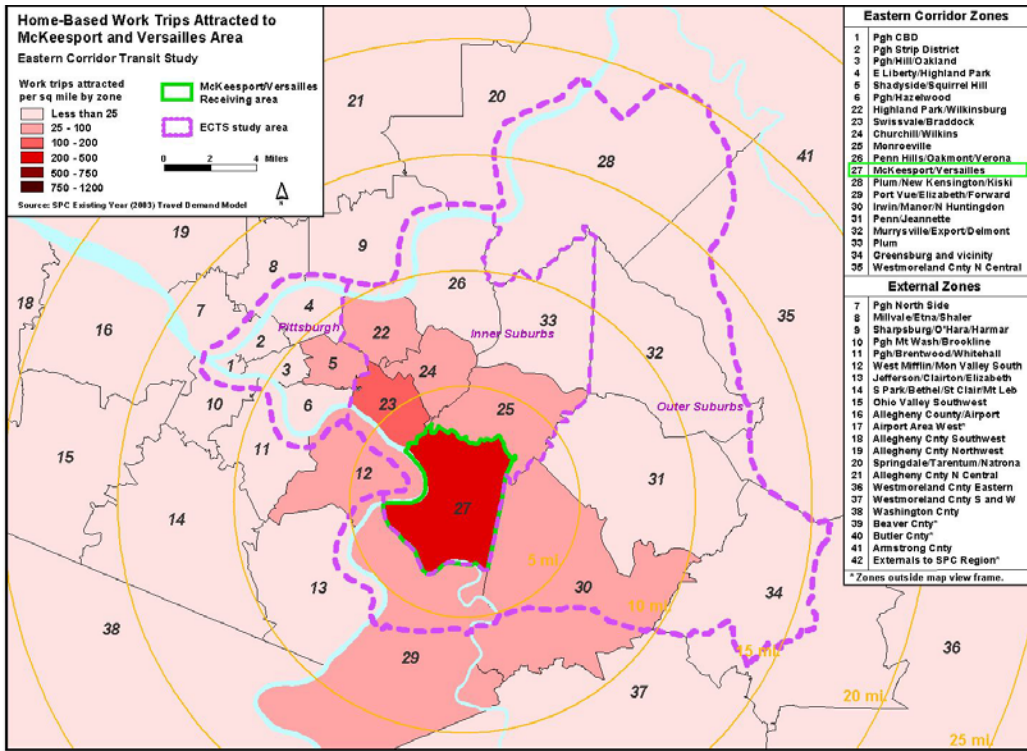 Home-Based Work Trips Attracted to
McKeesport and Versailles Area
Eastern Corridor Transit Study
Work trips attracted
per sq mile by zone
Less than 25
25 - 100
100 - 200
200 - 500
500 - 750
750 - 1200
McKeesport/Versailles
Receiving area
ECTS study area
0 2 4 Miles
N
Source: SPC Existing Year (2003) Travel Demand Model
Eastern Corridor Zones
1 Pgh CBD
2 Pgh Strip District
3 Pgh/Hill/Oakland
4 E Liberty/Highland Park
5 Shadyside/Squirrel Hill
6 Pgh/Hazelwood
22 Highland Park/Wilkinsburg
23 Swissvale/Braddock
24 Churchill/Wilkins
25 Monroeville
26 Penn Hills/Oakmont/Verona
27 McKeesport/Versailles
28 Plum/New Kensington/Kiski
29 Port Vue/Elizabeth/Forward
30 Irwin/Manor/N Huntingdon
31 Penn/Jeannette
32 Murrysville/Export/Delmont
33 Plum
34 Greensburg and vicinity
35 Westmoreland Cnty N Central
External Zones
7 Pgh North Side
8 Millvale/Etna/Shaler
9 Sharpsburg/O'Hara/Harmar
10 Pgh Mt Wash/Brookline
11 Pgh/Brentwood/Whitehall
12 West Mifflin/Mon Valley South
13 Jefferson/Clairton/Elizabeth
14 S Park/Bethel/St Clair/Mt Leb
15 Ohio Valley Southwest
16 Allegheny County/Airport
17 Airport Area West*
18 Allegheny Cnty Southwest
19 Allegheny Cnty Northwest
20 Springdale/Tarentum/Natrona
21 Allegheny Cnty N Central
36 Westmoreland Cnty Eastern
37 Westmoreland Cnty S and W
38 Washington Cnty
39 Beaver Cnty*
40 Butler Cnty*
41 Armstrong Cnty
42 Externals to SPC Region*
* Zones outside map view frame.
21
20
28
41
19
9
8
26
18
16
7
4
2
Pittsburgh
22
Inner Suburbs
33
35
32
1
3
5
24
10
6
23
25
Outer Suburbs
11
15
12
31
14
27
5 mi.
13
30
10 mi.
34
38
29
15 mi.
36
37
20 mi.
25 mi.